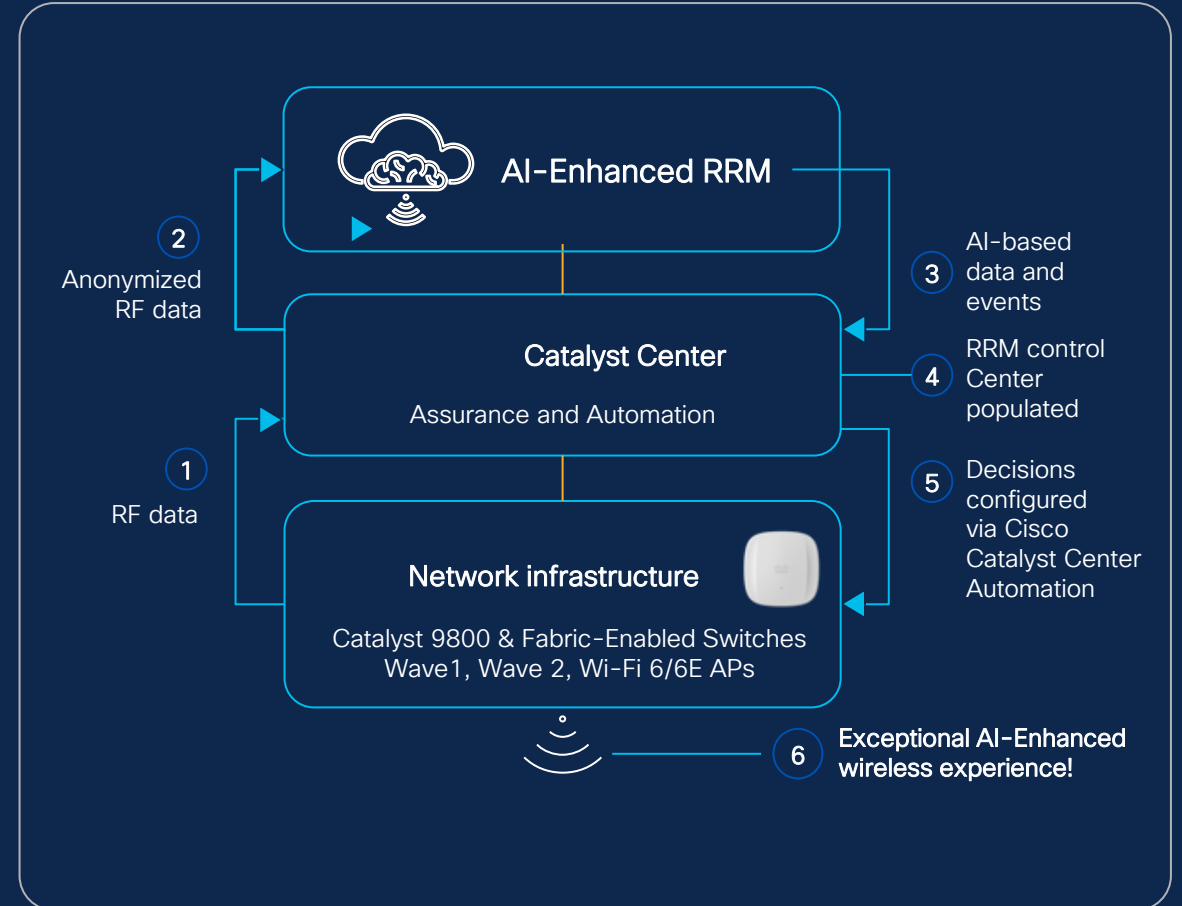 AI-Enhanced RRM
2
Anonymized
RF data
3
AI-based
data and
events
Catalyst Center
Assurance and Automation
4
RRM control
Center
populated
1
RF data
5
Decisions
configured
via Cisco
Catalyst Center
Automation
Network infrastructure
Catalyst 9800 & Fabric-Enabled Switches
Wave1, Wave 2, Wi-Fi 6/6E APs
6
Exceptional AI-Enhanced
wireless experience!